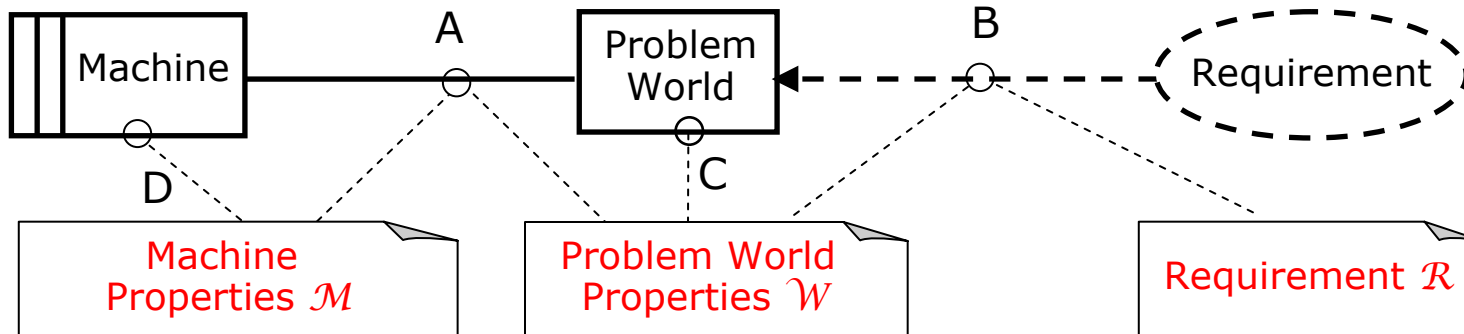 A
B
Machine
Problem
World
Requirement
D
C
Machine
Properties ℳ
Problem World
Properties 𝒲
Requirement ℛ